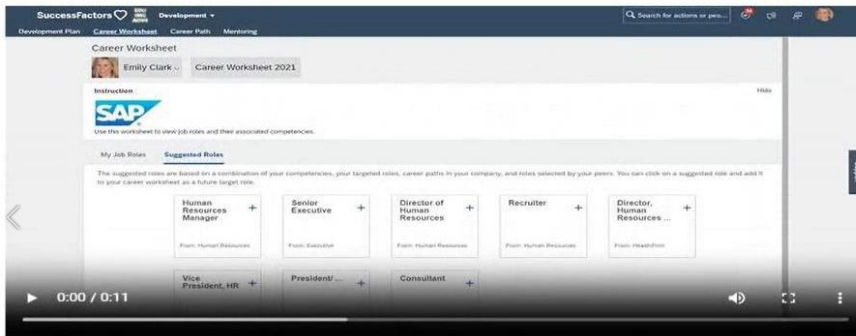 SuccessFactors Development
Search for actions or peo...
Development Plan Career Worksheet Career Path Mentoring
Career Worksheet
Emily Clark Career Worksheet 2021
Instruction Hide
SAP
Use this worksheet to view job roles and their associated competencies.
My Job Roles Suggested Roles
The suggested roles are based on a combination of your competencies, your targeted roles, career paths in your company, and roles selected by your peers. You can click on a suggested role and add it
to your career worksheet as a future target role.
Human Resources Manager +
From: Human Resources
Senior Executive +
From: Executive
Director of Human Resources +
From: Human Resources
Recruiter +
From: Human Resources
Director, Human Resources ... +
From: HealthFirm
Vice President, HR +
President/ ... +
Consultant +
0:00 / 0:11